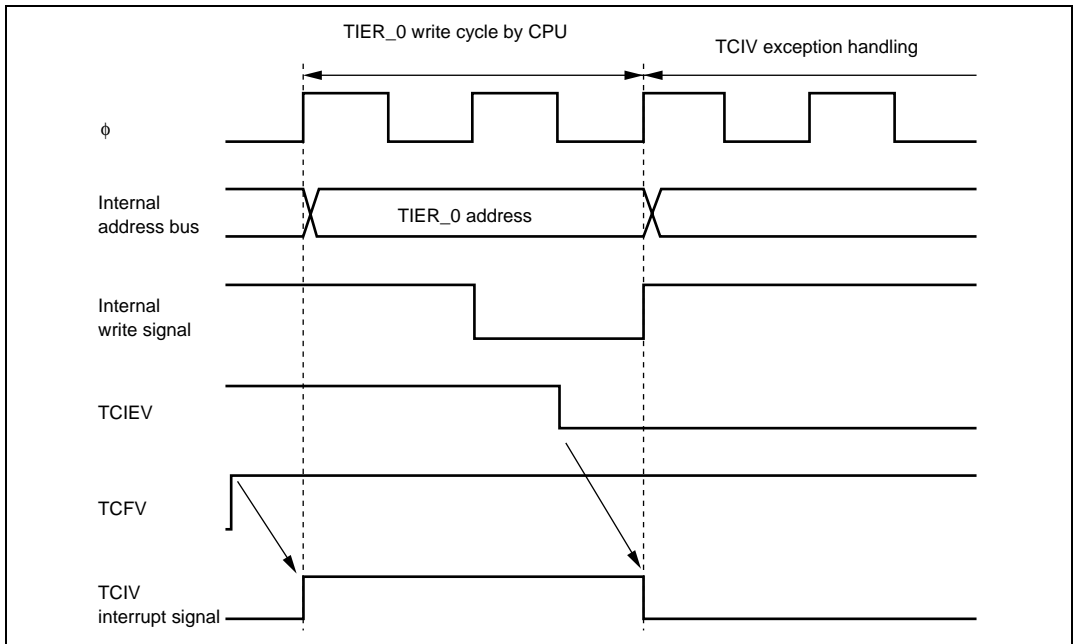 TIER_0 write cycle by CPU
TCIV exception handling
ϕ
Internal
address bus
TIER_0 address
Internal
write signal
TCIEV
TCFV
TCIV
interrupt signal